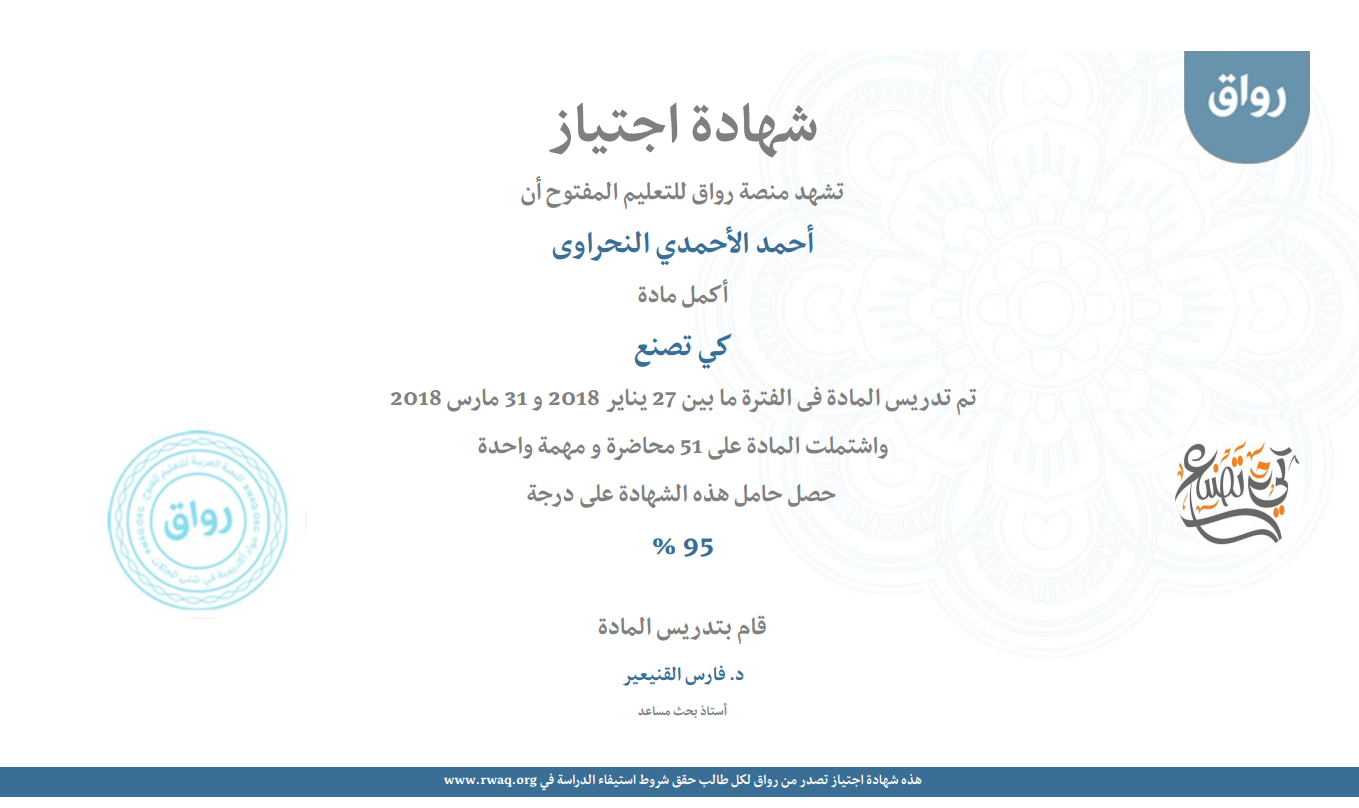 رواق
شهادة اجتياز
تشهد منصة رواق للتعليم المفتوح أن
أحمد الأحمدي النحراوى
أكمل مادة
كي تصنع
تم تدريس المادة فى الفترة ما بين 27 يناير 2018 و 31 مارس 2018
واشتملت المادة على 51 محاضرة و مهمة واحدة
حصل حامل هذه الشهادة على درجة
95 %
كي تصنع
رواق
المنصة العربية للتعليم المفتوح
RWAQ.ORG
مواد أكاديمية في شتى المجالات
RWAQ.ORG
قام بتدريس المادة
د. فارس القنيعير
أستاذ بحث مساعد
هذه شهادة اجتياز تصدر من رواق لكل طالب حقق شروط استيفاء الدراسة في www.rwaq.org